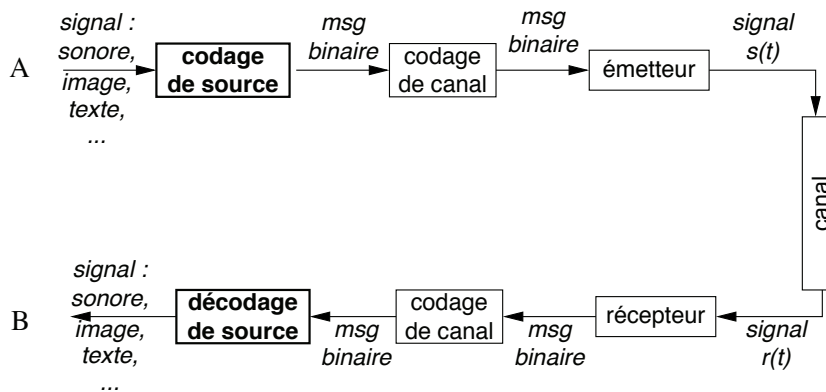 A
signal :
sonore,
image,
texte,
...
codage
de source
msg
binaire
codage
de canal
msg
binaire
émetteur
signal
s(t)
canal
B
signal :
sonore,
image,
texte,
...
décodage
de source
msg
binaire
codage
de canal
msg
binaire
récepteur
signal
r(t)